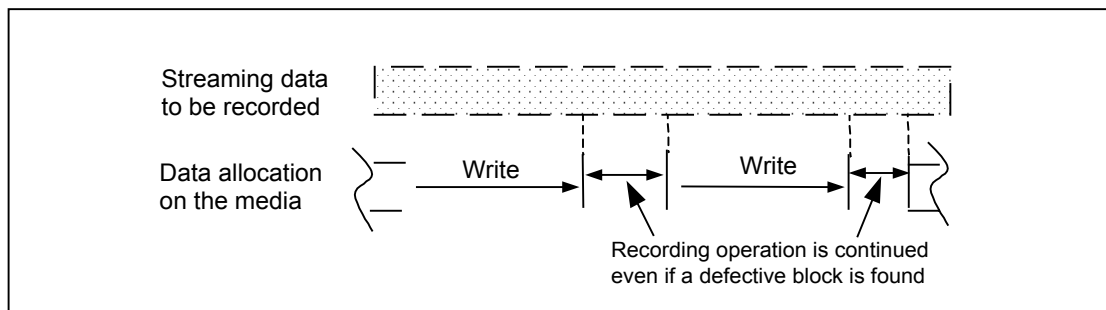 Streaming data
to be recorded
Data allocation
on the media
Write
Write
Recording operation is continued
even if a defective block is found